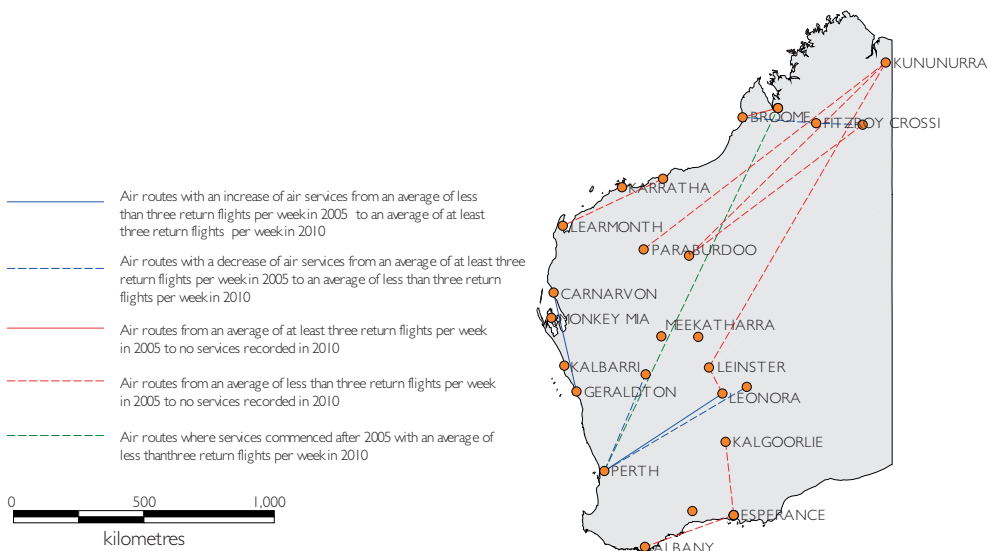 KUNUNURRA
BROOME
FITZROY CROSSI
KARRATHA
LEARMONTH
PARABURDOO
CARNARVON
MONKEY MIA
MEEKATHARRA
KALBARRI
LEINSTER
GERALDTON
LEONORA
KALGOORLIE
PERTH
ESPERANCE
ALBANY
Air routes with an increase of air services from an average of less
than three return flights per week in 2005 to an average of at least
three return flights per week in 2010
Air routes with a decrease of air services from an average of at least three
return flights per week in 2005 to an average of less than three return
flights per week in 2010
Air routes from an average of at least three return flights per week
in 2005 to no services recorded in 2010
Air routes from an average of less than three return flights per week
in 2005 to no services recorded in 2010
Air routes where services commenced after 2005 with an average of
less thanthree return flights per week in 2010
0 500 1,000
kilometres